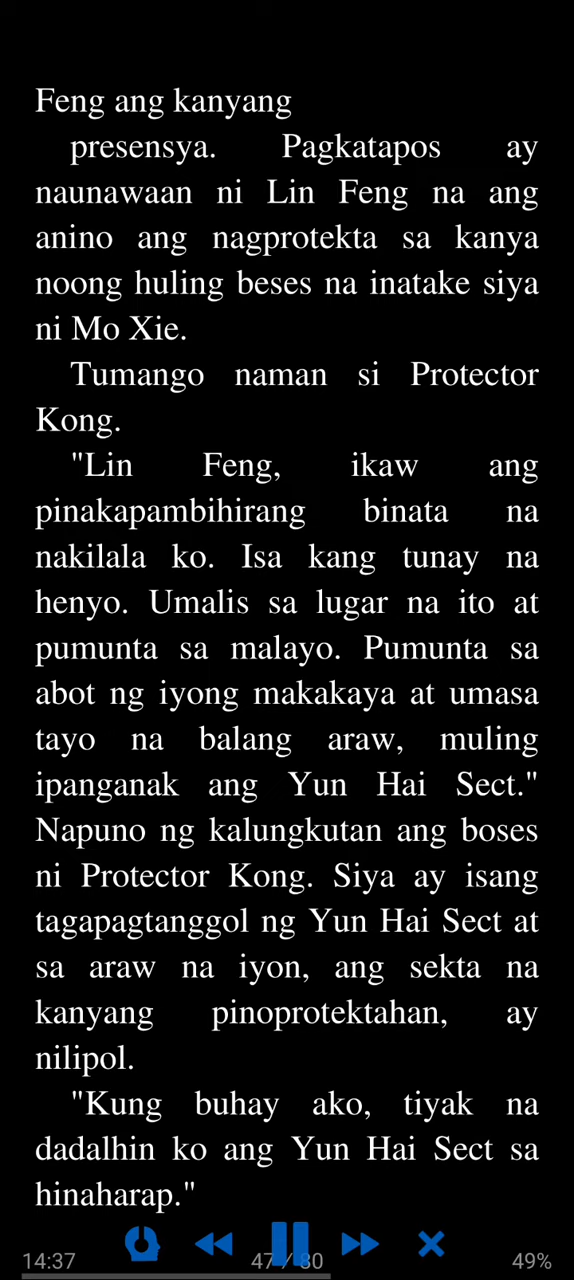 Feng ang kanyang
presensya. Pagkatapos ay
naunawaan ni Lin Feng na ang
anino ang nagprotekta sa kanya
noong huling beses na inatake siya
ni Mo Xie.
Tumango naman si Protector
Kong.
"Lin Feng, ikaw ang
pinakapambihirang binata na
nakilala ko. Isa kang tunay na
henyo. Umalis sa lugar na ito at
pumunta sa malayo. Pumunta sa
abot ng iyong makakaya at umasa
tayo na balang araw, muling
ipanganak ang Yun Hai Sect."
Napuno ng kalungkutan ang boses
ni Protector Kong. Siya ay isang
tagapagtanggol ng Yun Hai Sect at
sa araw na iyon, ang sekta na
kanyang pinoprotektahan, ay
nilipol.
"Kung buhay ako, tiyak na
dadalhin ko ang Yun Hai Sect sa
hinaharap."
14:37 47 / 80 49%